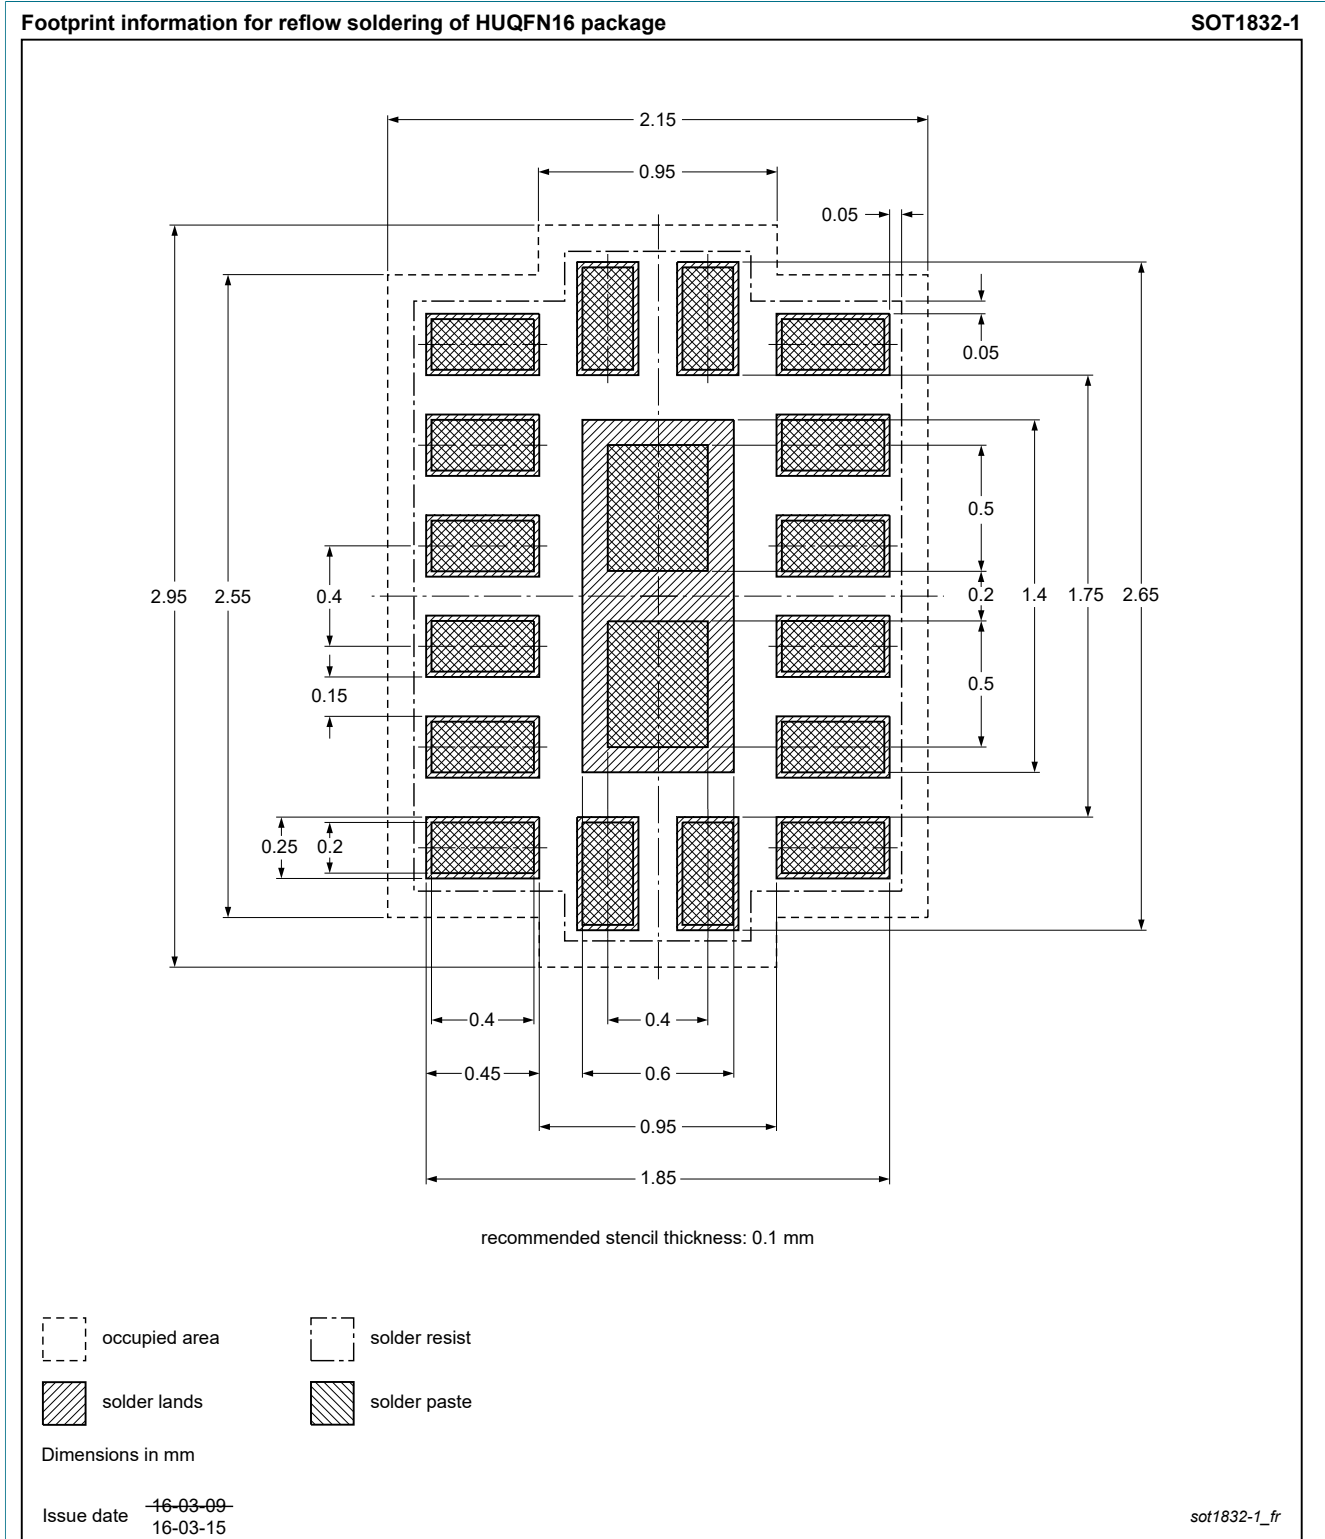 Footprint information for reflow soldering of HUQFN16 package SOT1832-1
2.15
0.95
0.05
0.05
0.5
2.95 2.55 0.4 0.2 1.4 1.75 2.65
0.5
0.15
0.25 0.2
0.4 0.4
0.45 0.6
0.95
1.85
recommended stencil thickness: 0.1 mm
occupied area solder resist
solder lands solder paste
Dimensions in mm
Issue date 16-03-09
16-03-15
sot1832-1_fr